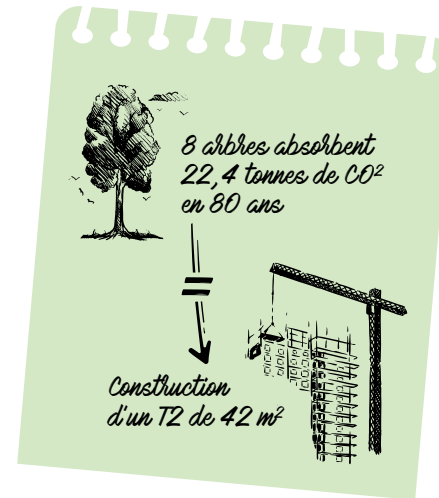 8 arbres absorbent
22,4 tonnes de CO²
en 80 ans
=
Construction
d'un T2 de 42 m²